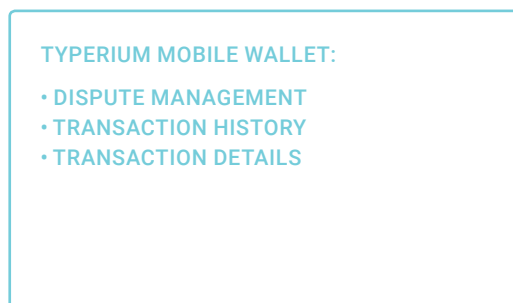 TYPERIUM MOBILE WALLET:
• DISPUTE MANAGEMENT
• TRANSACTION HISTORY
• TRANSACTION DETAILS